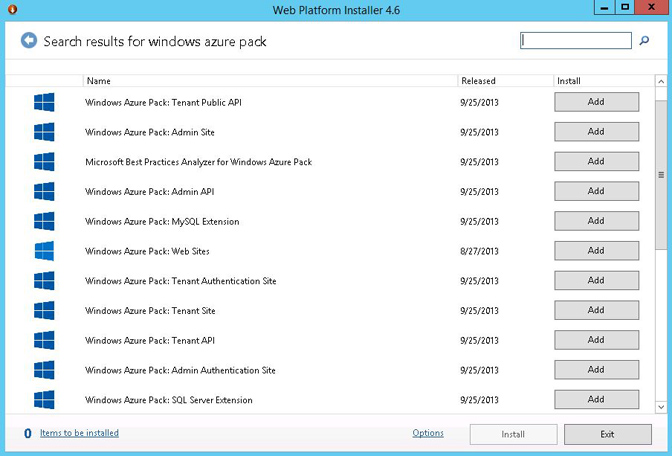 Web Platform Installer 4.6
Search results for windows azure pack
Name Released Install
Windows Azure Pack: Tenant Public API 9/25/2013 Add
Windows Azure Pack: Admin Site 9/25/2013 Add
Microsoft Best Practices Analyzer for Windows Azure Pack 9/25/2013 Add
Windows Azure Pack: Admin API 9/25/2013 Add
Windows Azure Pack: MySQL Extension 9/25/2013 Add
Windows Azure Pack: Web Sites 8/27/2013 Add
Windows Azure Pack: Tenant Authentication Site 9/25/2013 Add
Windows Azure Pack: Tenant Site 9/25/2013 Add
Windows Azure Pack: Tenant API 9/25/2013 Add
Windows Azure Pack: Admin Authentication Site 9/25/2013 Add
Windows Azure Pack: SQL Server Extension 9/25/2013 Add
0 Items to be installed Options Install Exit